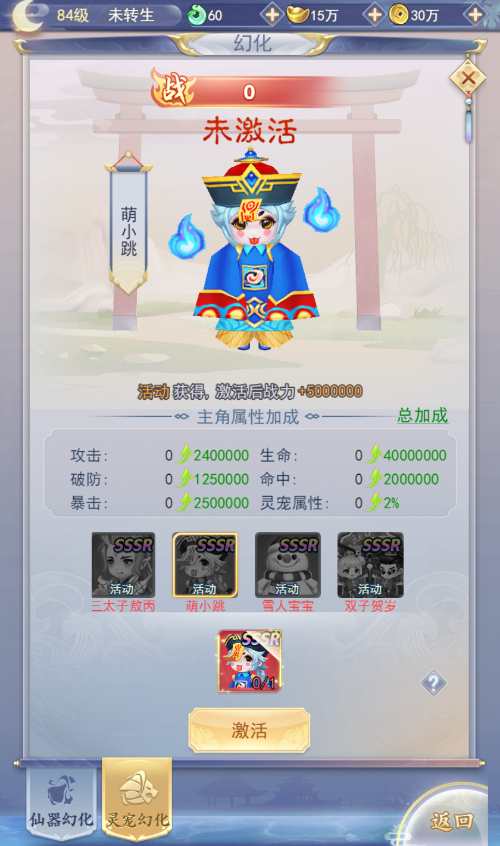 84级 未转生 60 15万 30万
幻化
战 0
未激活
萌小跳
活动 获得, 激活后战力 +5000000
主角属性加成 总加成
攻击: 0 2400000 生命: 0 40000000
破防: 0 1250000 命中: 0 2000000
暴击: 0 2500000 灵宠属性: 0 2%
SSSR SSSR SSSR SSSR
活动 活动 活动 活动
三太子敖丙 萌小跳 雪人宝宝 双子贺岁
SSSR
0/1
?
激活
仙器幻化 灵宠幻化 返回